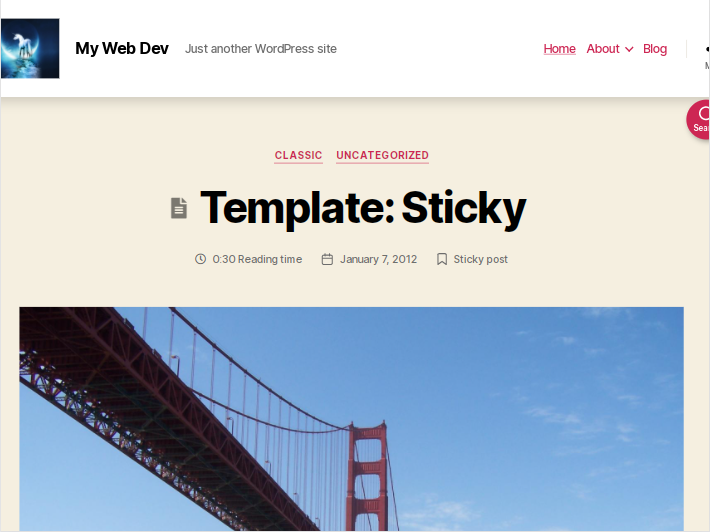 My Web Dev
Just another WordPress site
Home
About
Blog
CLASSIC
UNCATEGORIZED
Template: Sticky
0:30 Reading time
January 7, 2012
Sticky post